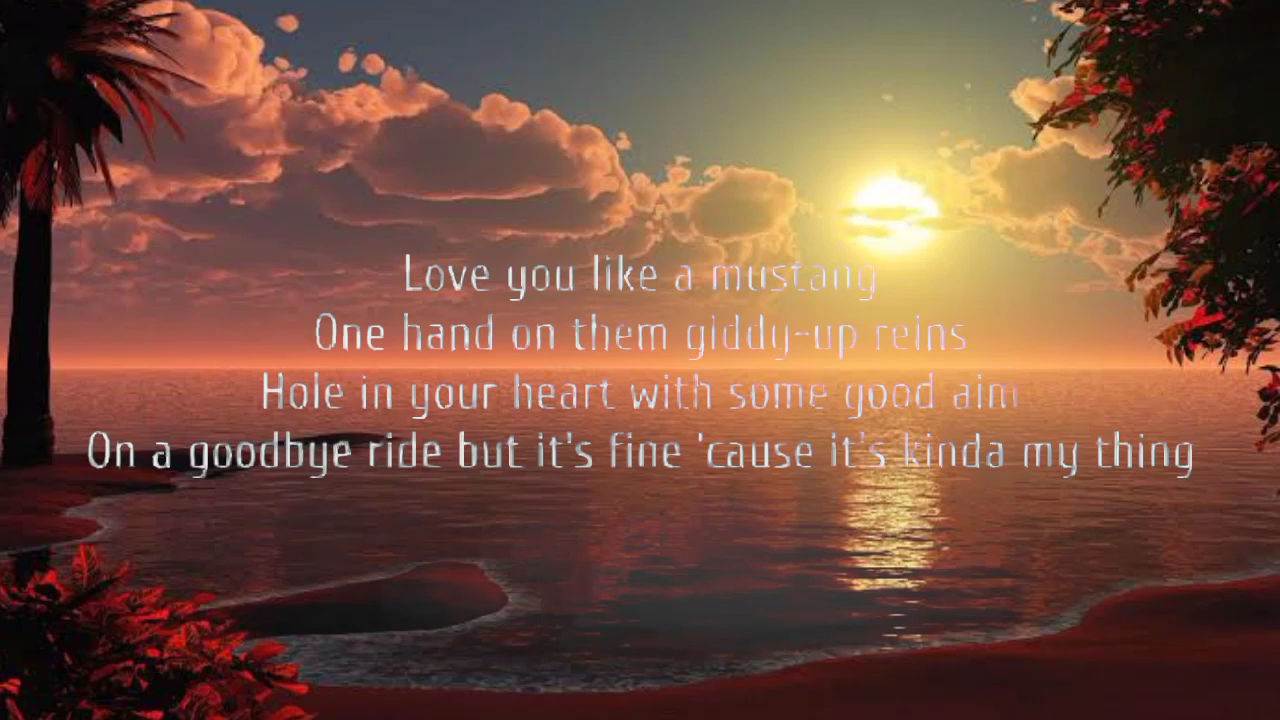 Love you like a mustang
One hand on them giddy-up reins
Hole in your heart with some good aim
On a goodbye ride but it's fine 'cause it's kinda my thing